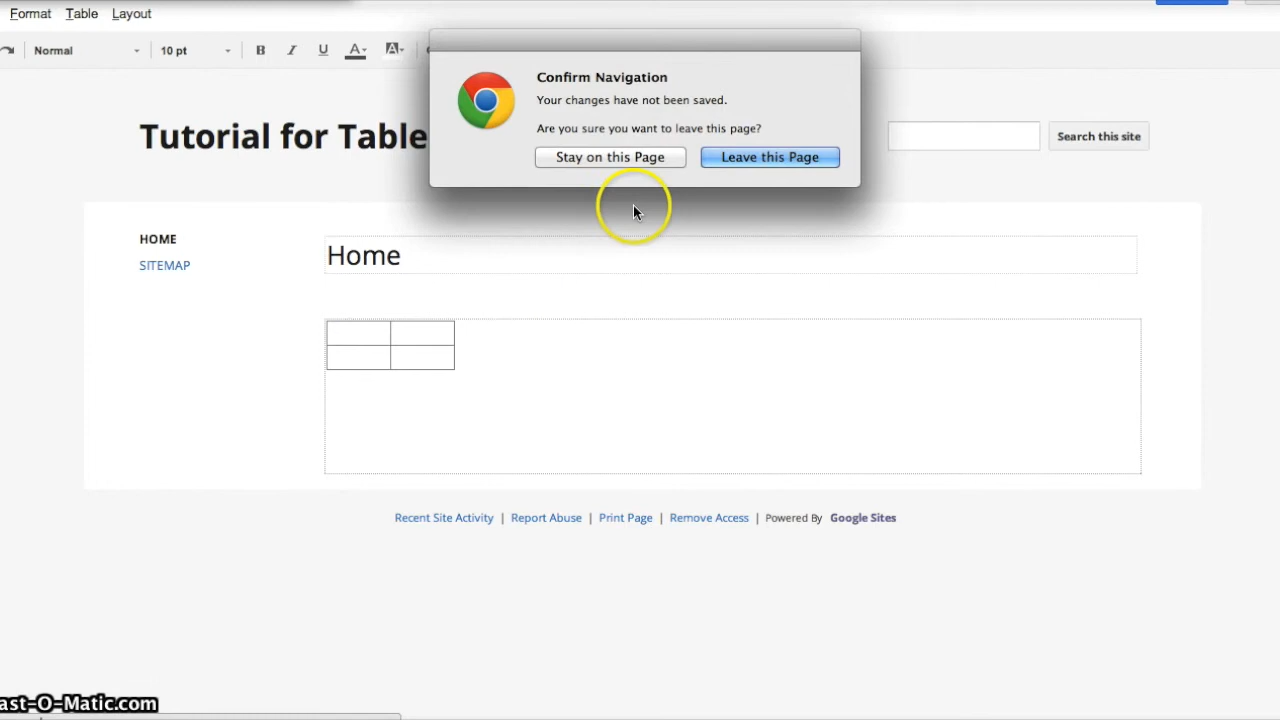 Format Table Layout
Normal 10 pt B I U A A
Confirm Navigation
Your changes have not been saved.
Are you sure you want to leave this page?
Stay on this Page Leave this Page
Tutorial for Table
Search this site
HOME
SITEMAP
Home
Recent Site Activity | Report Abuse | Print Page | Remove Access | Powered By Google Sites
ast-O-Matic.com